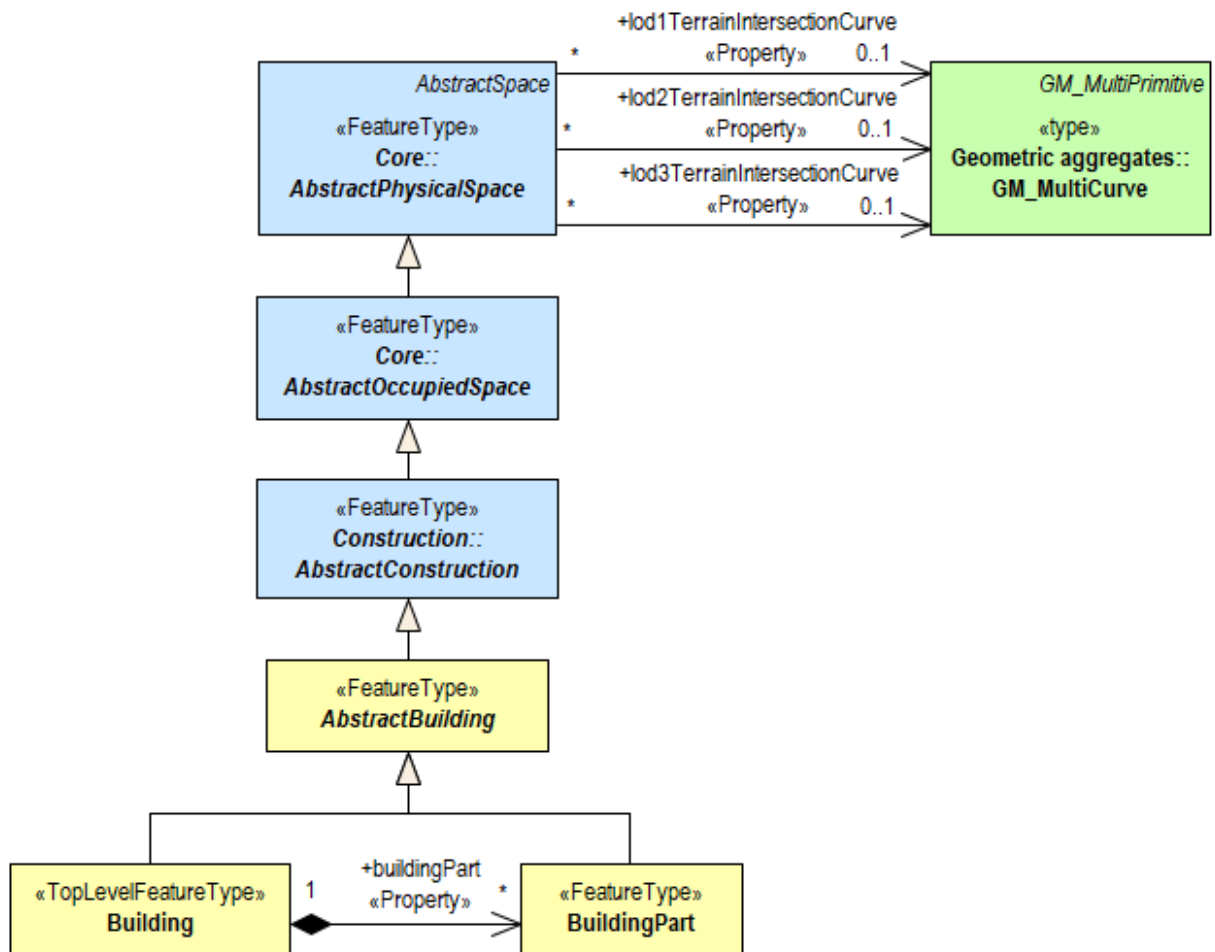 +lod1TerrainIntersectionCurve
* «Property» 0..1
AbstractSpace
«FeatureType»
Core::
AbstractPhysicalSpace
+lod2TerrainIntersectionCurve
* «Property» 0..1
+lod3TerrainIntersectionCurve
* «Property» 0..1
GM_MultiPrimitive
«type»
Geometric aggregates::
GM_MultiCurve
«FeatureType»
Core::
AbstractOccupiedSpace
«FeatureType»
Construction::
AbstractConstruction
«FeatureType»
AbstractBuilding
«TopLevelFeatureType»
Building
+buildingPart
1 «Property» *
«FeatureType»
BuildingPart